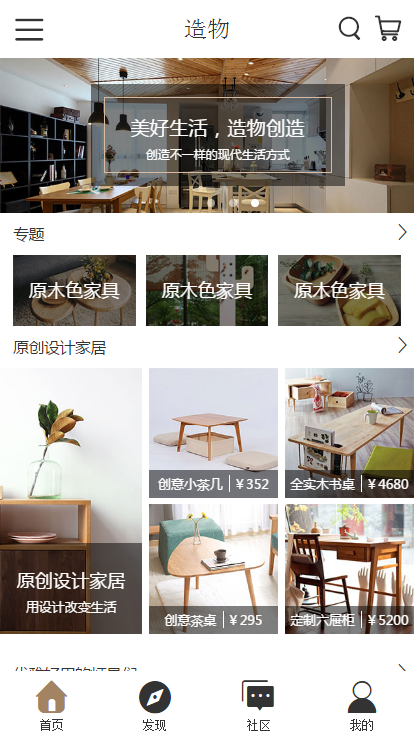 造物
美好生活，造物创造
创造不一样的现代生活方式
专题
原木色家具
原木色家具
原木色家具
原创设计家居
原创设计家居
用设计改变生活
创意小茶几 | ¥352
全实木书桌 | ¥4680
创意茶桌 | ¥295
定制六屉柜 | ¥5200
首页
发现
社区
我的